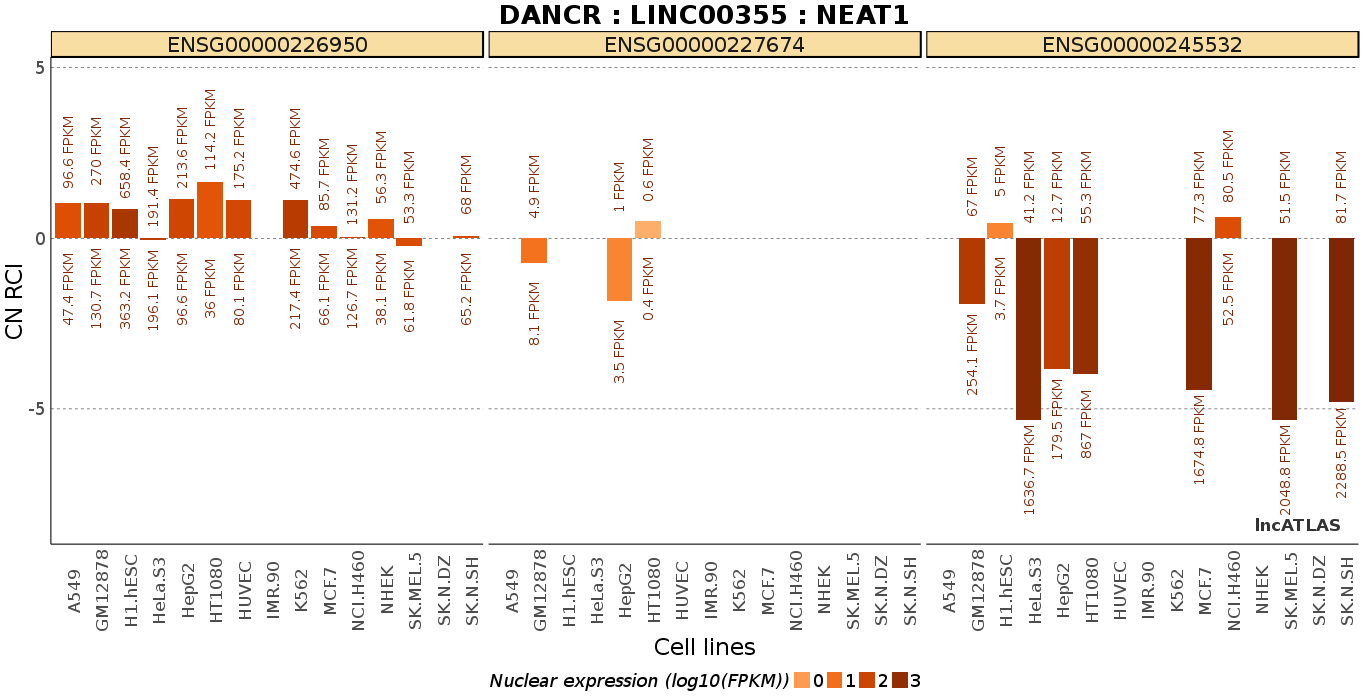 DANCR : LINC00355 : NEAT1
ENSG00000226950
ENSG00000227674
ENSG00000245532
CN RCI
5
0
-5
96.6 FPKM
270 FPKM
658.4 FPKM
191.4 FPKM
213.6 FPKM
114.2 FPKM
175.2 FPKM
474.6 FPKM
85.7 FPKM
131.2 FPKM
56.3 FPKM
53.3 FPKM
68 FPKM
47.4 FPKM
130.7 FPKM
363.2 FPKM
196.1 FPKM
96.6 FPKM
36 FPKM
80.1 FPKM
217.4 FPKM
66.1 FPKM
126.7 FPKM
38.1 FPKM
61.8 FPKM
65.2 FPKM
4.9 FPKM
1 FPKM
0.6 FPKM
8.1 FPKM
3.5 FPKM
0.4 FPKM
67 FPKM
5 FPKM
41.2 FPKM
12.7 FPKM
55.3 FPKM
77.3 FPKM
80.5 FPKM
51.5 FPKM
81.7 FPKM
254.1 FPKM
3.7 FPKM
1636.7 FPKM
179.5 FPKM
867 FPKM
1674.8 FPKM
52.5 FPKM
2048.8 FPKM
2288.5 FPKM
lncATLAS
A549
GM12878
H1.hESC
HeLa.S3
HepG2
HT1080
HUVEC
IMR.90
K562
MCF.7
NCI.H460
NHEK
SK.MEL.5
SK.N.DZ
SK.N.SH
A549
GM12878
H1.hESC
HeLa.S3
HepG2
HT1080
HUVEC
IMR.90
K562
MCF.7
NCI.H460
NHEK
SK.MEL.5
SK.N.DZ
SK.N.SH
A549
GM12878
H1.hESC
HeLa.S3
HepG2
HT1080
HUVEC
IMR.90
K562
MCF.7
NCI.H460
NHEK
SK.MEL.5
SK.N.DZ
SK.N.SH
Cell lines
Nuclear expression (log10(FPKM)) 0 1 2 3